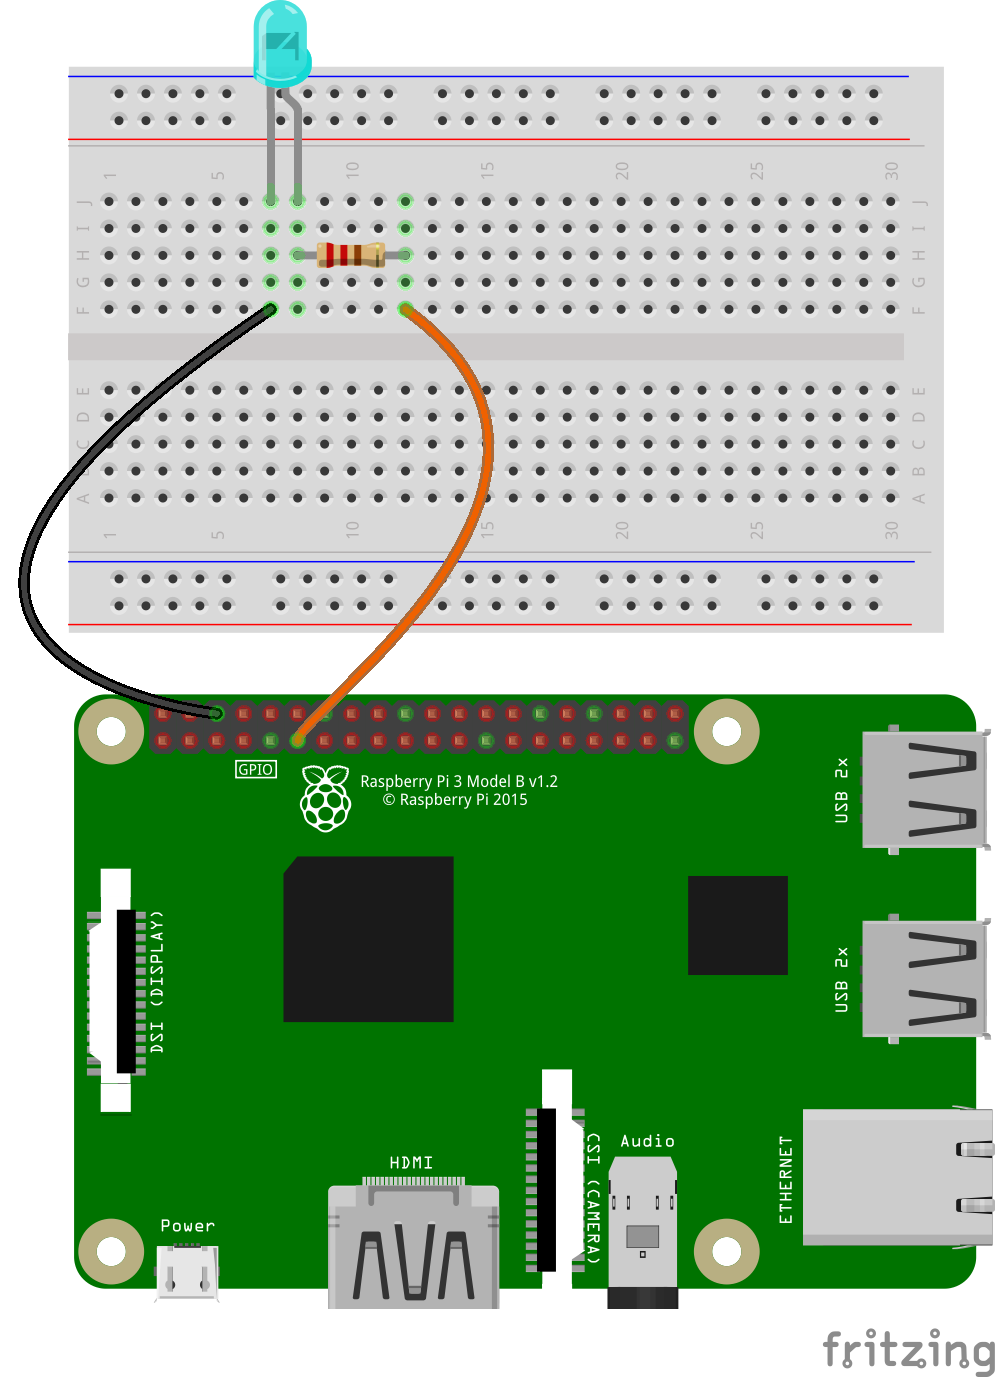 1 5 10 15 20 25 30
J J
I I
H H
G G
F F
E E
D D
C C
B B
A A
1 5 10 15 20 25 30
GPIO
Raspberry Pi 3 Model B v1.2
© Raspberry Pi 2015
USB 2x
DSI (DISPLAY)
USB 2x
HDMI
CSI (CAMERA)
Audio
ETHERNET
Power
fritzing